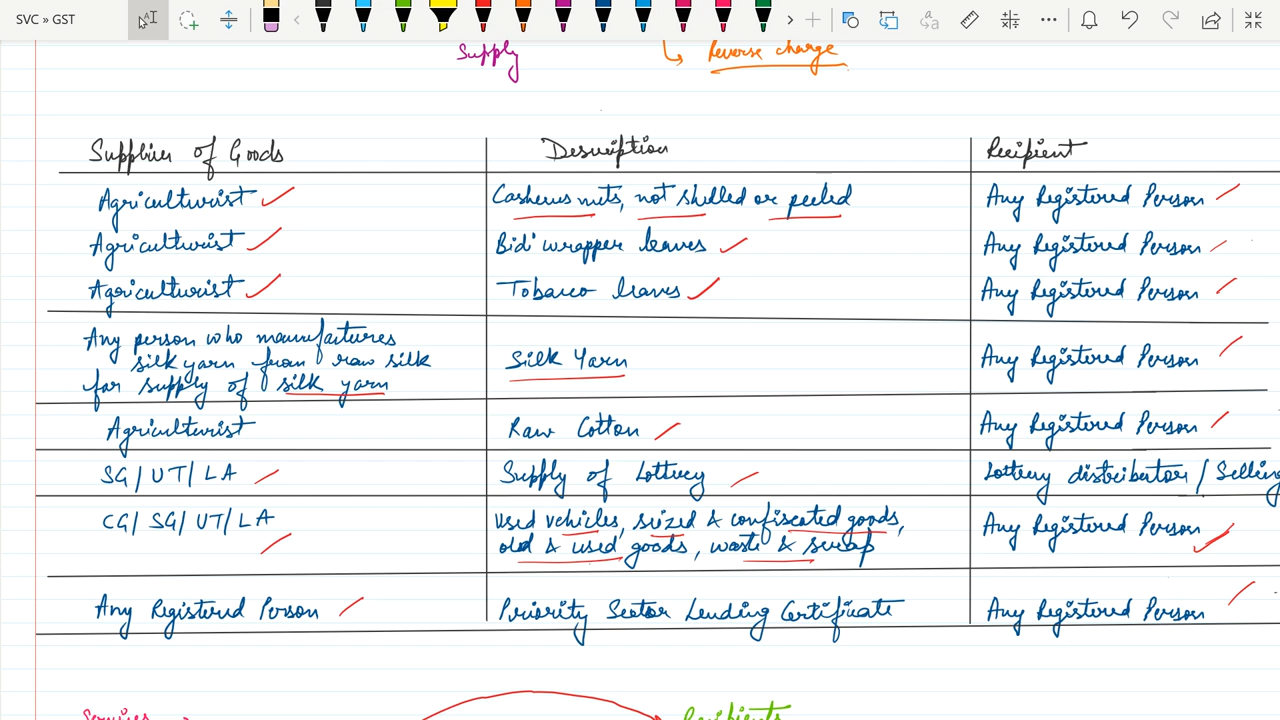 SVC » GST
Supply
↳ Reverse charge
Suppliers of Goods Description Recipient
Agriculturist ✓ Cashews nuts, not shelled or peeled Any Registered Person
Agriculturist ✓ Bidi wrapper leaves ✓ Any Registered Person
Agriculturist ✓ Tobacco leaves ✓ Any Registered Person
Any person who manufactures
silk yarn from raw silk Silk Yarn Any Registered Person
for supply of silk yarn
Agriculturist Raw Cotton Any Registered Person
SG / UT / LA Supply of Lottery Lottery distributor / Selling
CG / SG / UT / LA used vehicles, sized & confiscated goods, Any Registered Person ✓
old & used goods, waste & scrap
Any Registered Person Priority Sector Lending Certificate Any Registered Person
Services Recipients